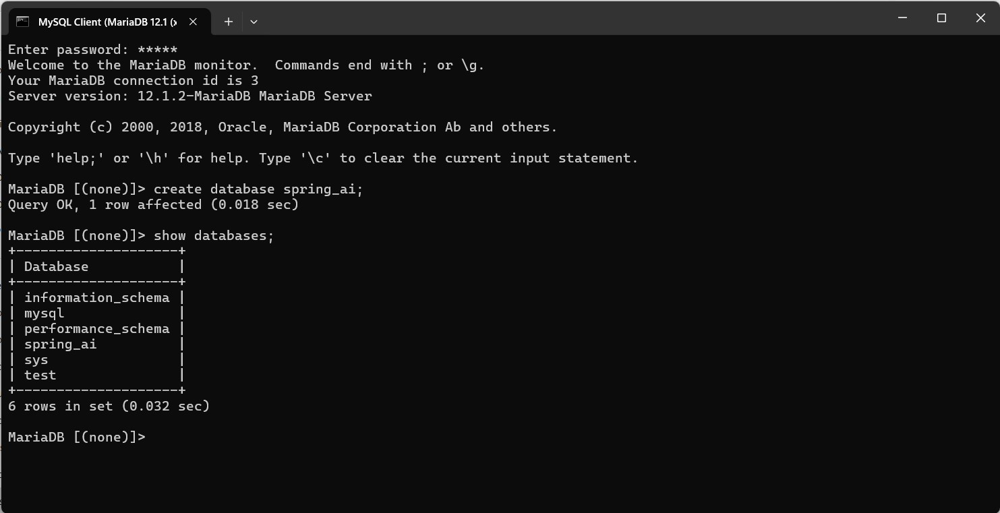 MySQL Client (MariaDB 12.1 (x
Enter password: *****
Welcome to the MariaDB monitor.  Commands end with ; or \g.
Your MariaDB connection id is 3
Server version: 12.1.2-MariaDB MariaDB Server
Copyright (c) 2000, 2018, Oracle, MariaDB Corporation Ab and others.
Type 'help;' or '\h' for help. Type '\c' to clear the current input statement.
MariaDB [(none)]> create database spring_ai;
Query OK, 1 row affected (0.018 sec)
MariaDB [(none)]> show databases;
+--------------------+
| Database           |
+--------------------+
| information_schema |
| mysql              |
| performance_schema |
| spring_ai          |
| sys                |
| test               |
+--------------------+
6 rows in set (0.032 sec)
MariaDB [(none)]>